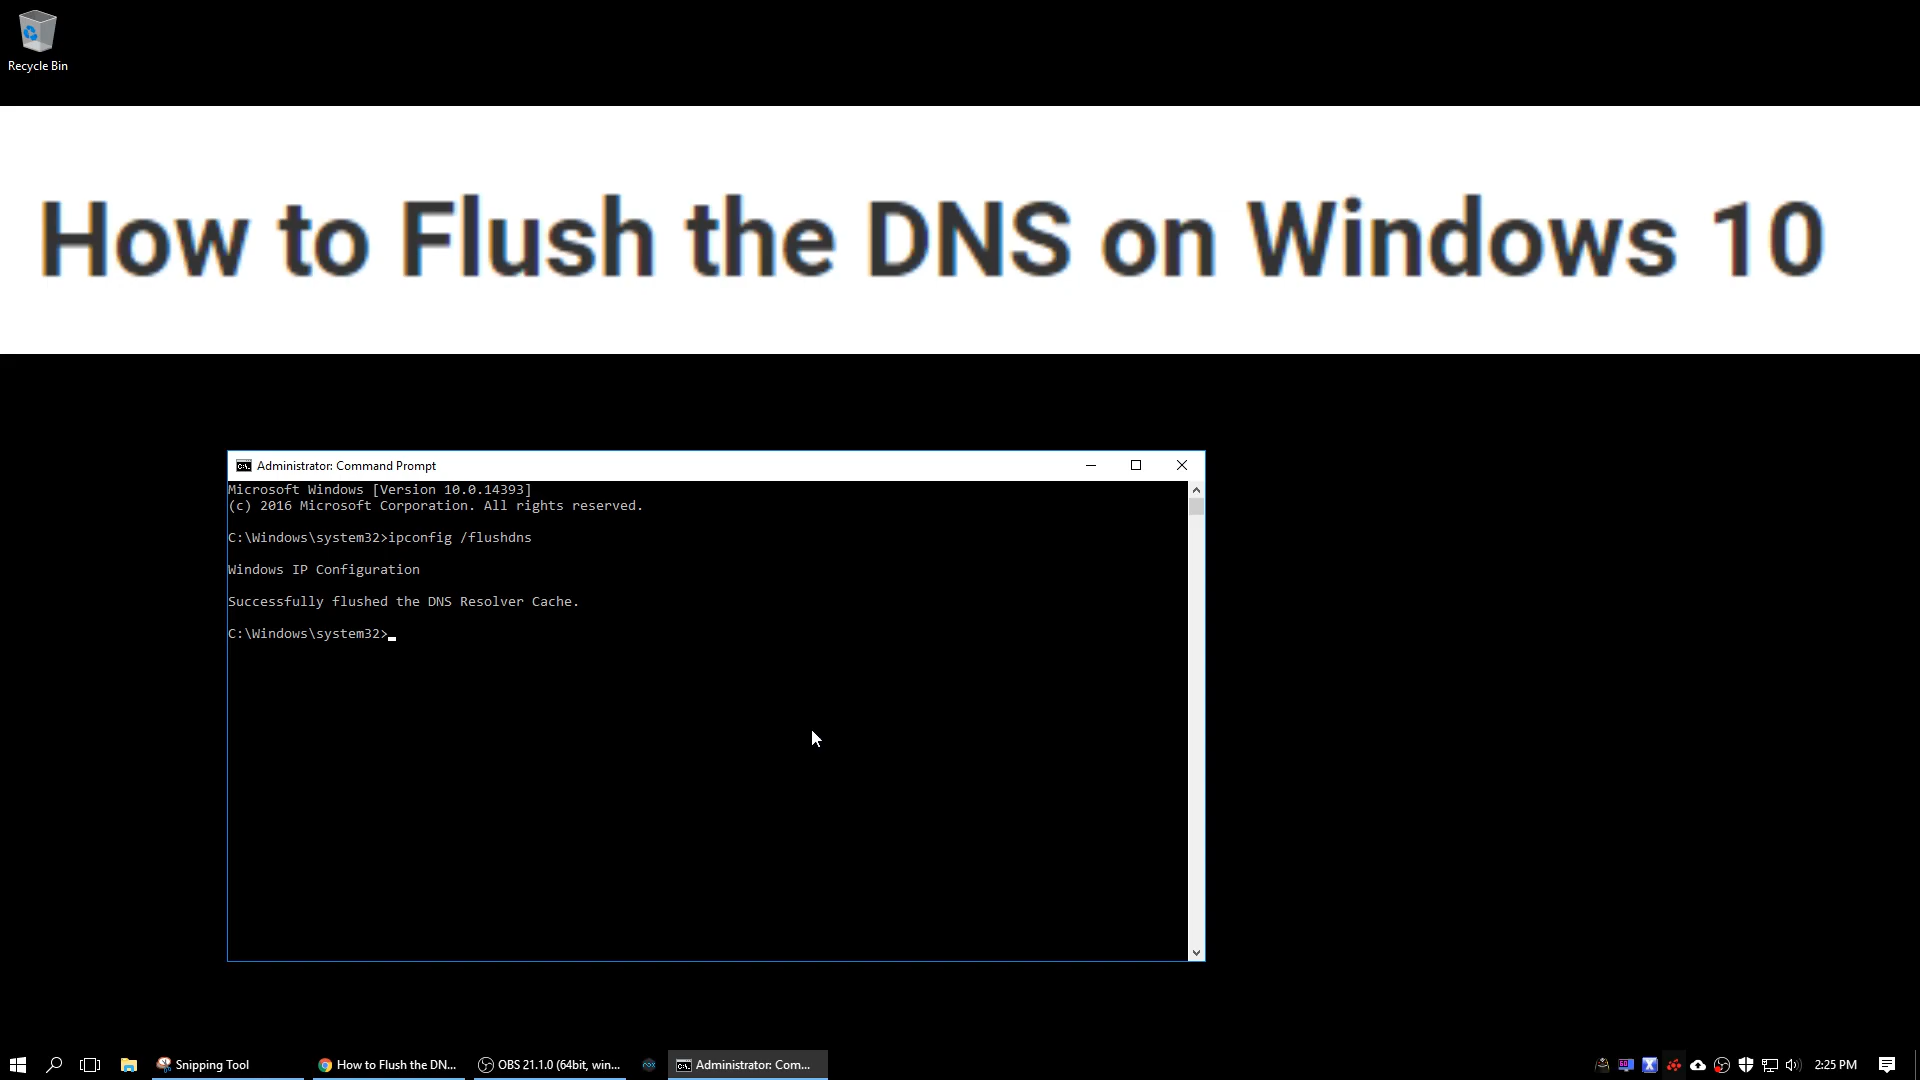 Recycle Bin
How to Flush the DNS on Windows 10
Administrator: Command Prompt
Microsoft Windows [Version 10.0.14393]
(c) 2016 Microsoft Corporation. All rights reserved.
C:\Windows\system32>ipconfig /flushdns
Windows IP Configuration
Successfully flushed the DNS Resolver Cache.
C:\Windows\system32>
Snipping Tool How to Flush the DN... OBS 21.1.0 (64bit, win... Administrator: Com... 2:25 PM